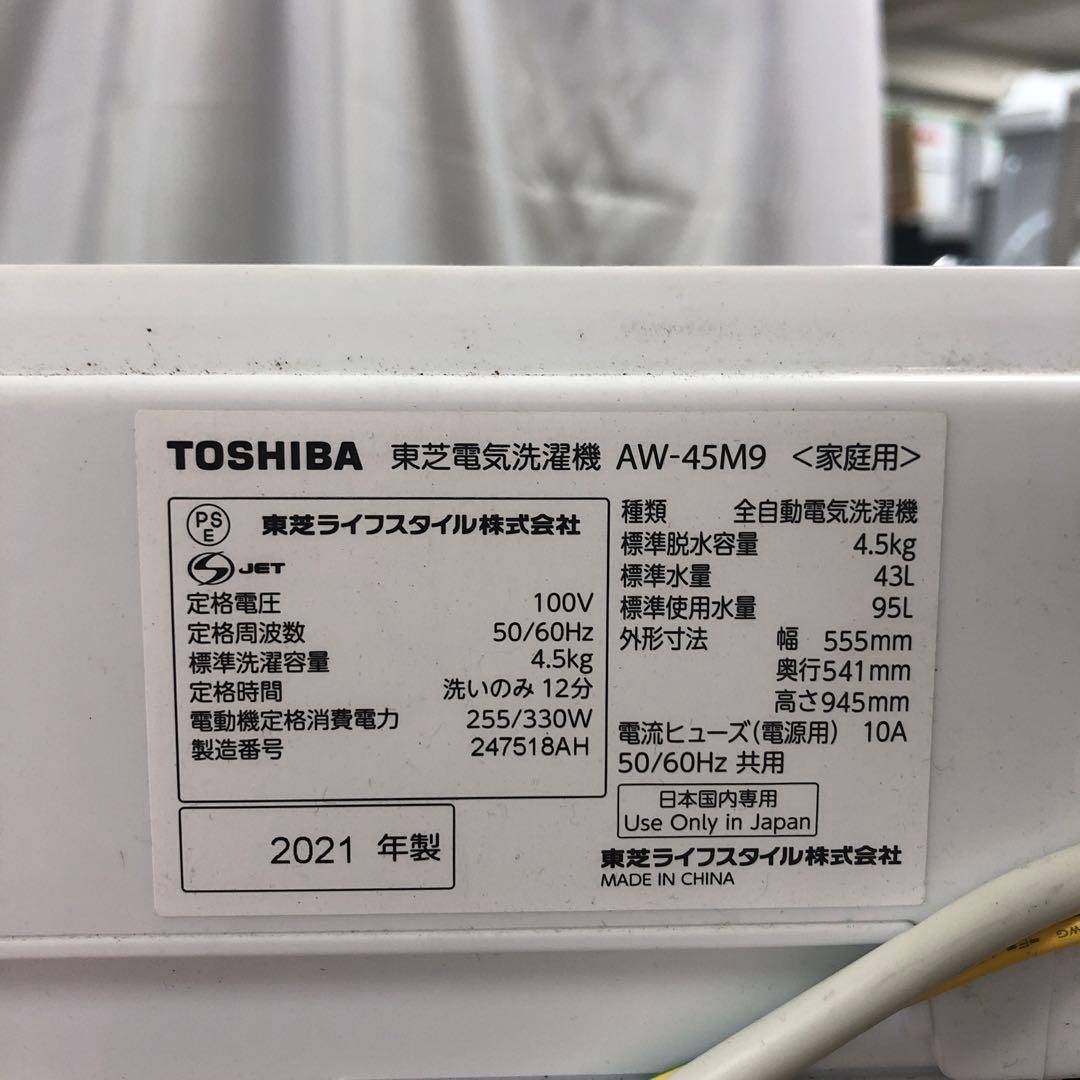 TOSHIBA 東芝電気洗濯機 AW-45M9 <家庭用>
PSE 東芝ライフスタイル株式会社
S JET
定格電圧 100V
定格周波数 50/60Hz
標準洗濯容量 4.5kg
定格時間 洗いのみ 12分
電動機定格消費電力 255/330W
製造番号 247518AH
2021 年製
種類 全自動電気洗濯機
標準脱水容量 4.5kg
標準水量 43L
標準使用水量 95L
外形寸法 幅 555mm
奥行541mm
高さ945mm
電流ヒューズ(電源用) 10A
50/60Hz 共用
日本国内専用
Use Only in Japan
東芝ライフスタイル株式会社
MADE IN CHINA